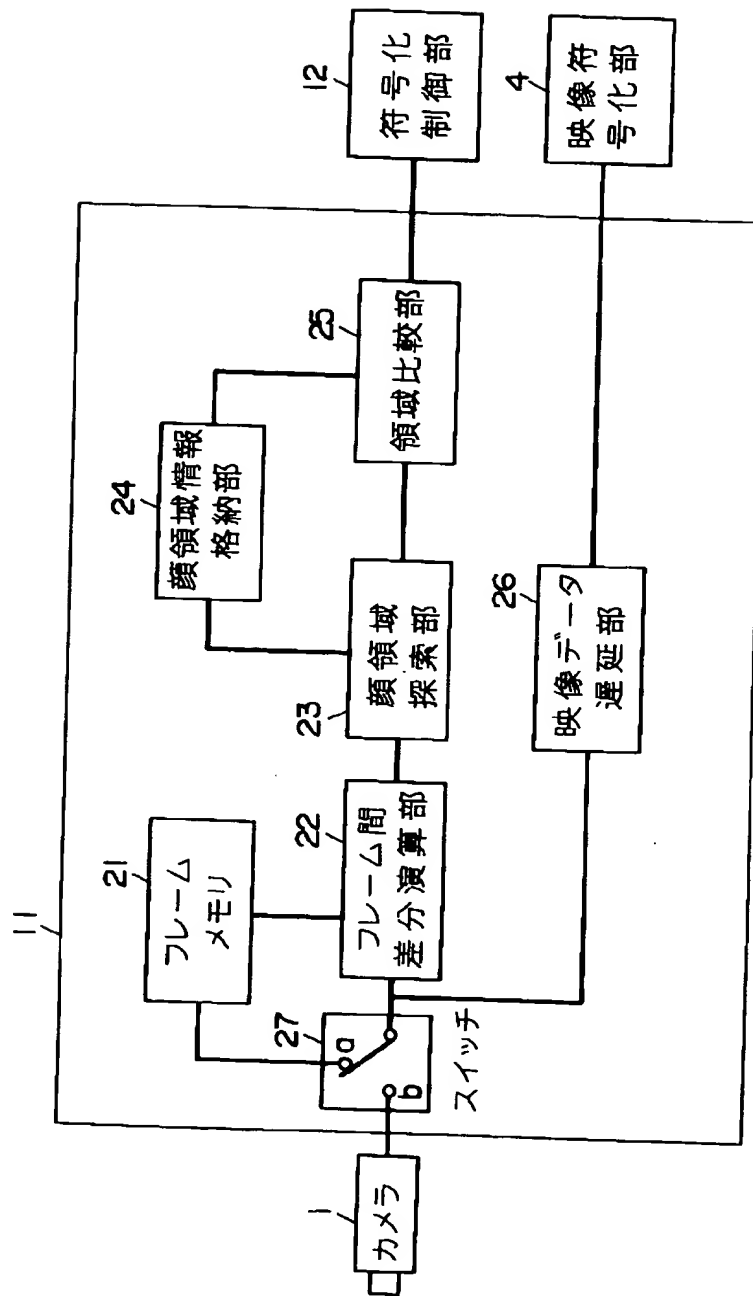 11
1
カメラ
27
a
b
スイッチ
21
フレーム
メモリ
22
フレーム間
差分演算部
23
顔領域
探索部
24
顔領域情報
格納部
25
領域比較部
26
映像データ
遅延部
12
符号化
制御部
4
映像符
号化部